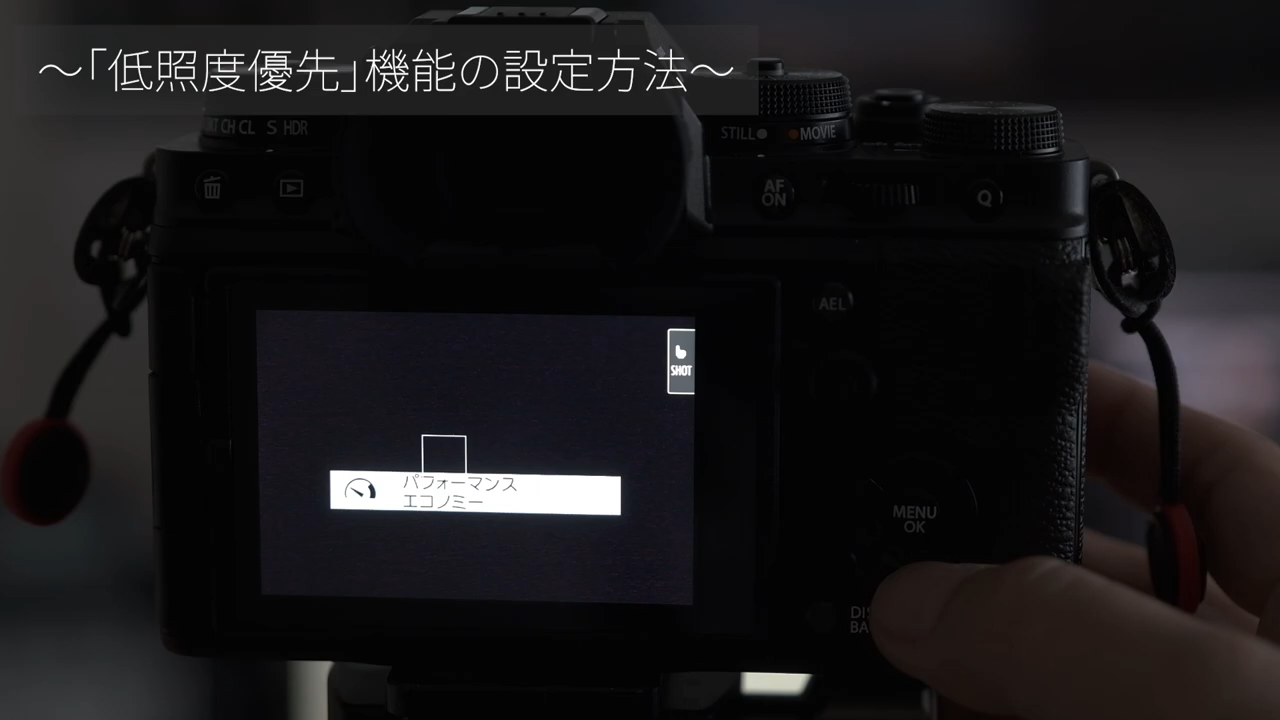 ～「低照度優先」機能の設定方法～
CH CL S HDR
STILL MOVIE
AF
ON
Q
AEL
SHOT
パフォーマンス
エコノミー
MENU
OK